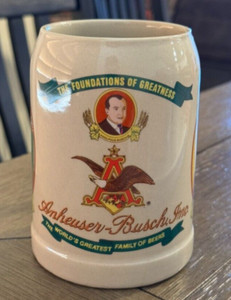 THE FOUNDATIONS OF GREATNESS
A
Anheuser-Busch, Inc.
THE WORLD'S GREATEST FAMILY OF BEERS